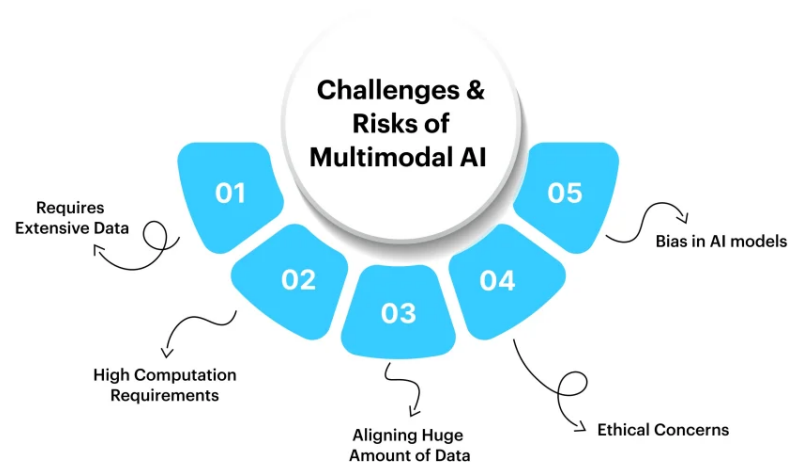 Challenges &
Risks of
Multimodal AI
01
Requires
Extensive Data
02
High Computation
Requirements
03
Aligning Huge
Amount of Data
04
Ethical Concerns
05
Bias in AI models